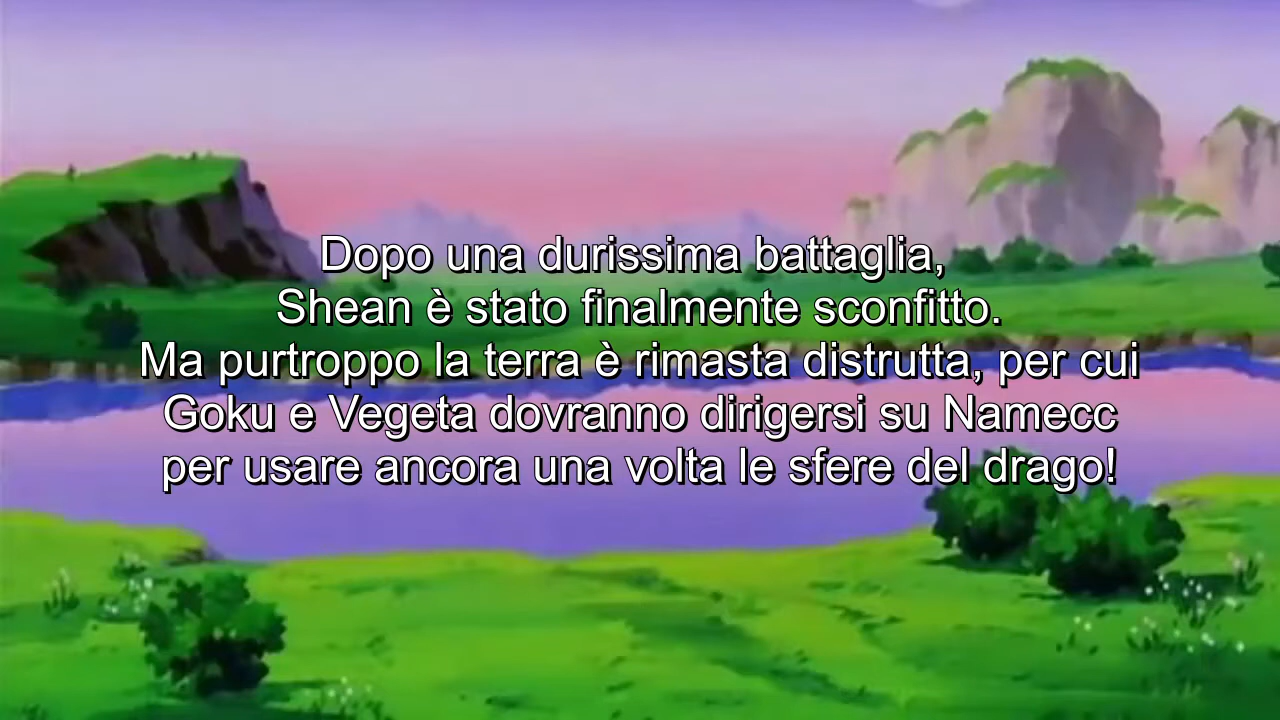 Dopo una durissima battaglia,
Shean è stato finalmente sconfitto.
Ma purtroppo la terra è rimasta distrutta, per cui
Goku e Vegeta dovranno dirigersi su Namecc
per usare ancora una volta le sfere del drago!